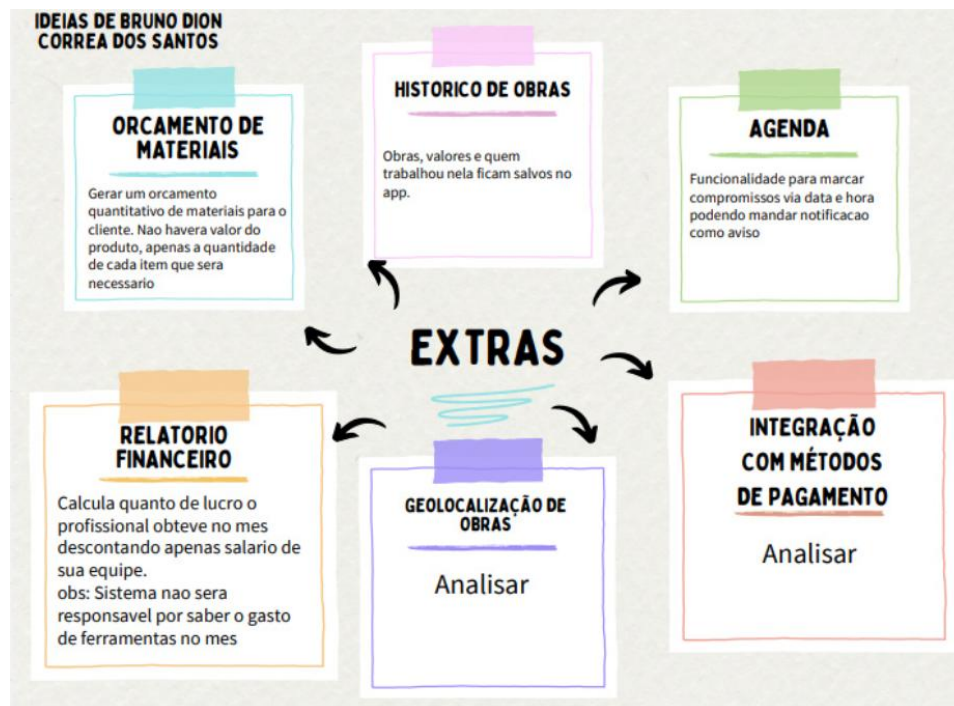 IDEIAS DE BRUNO DION
CORREA DOS SANTOS
ORCAMENTO DE
MATERIAIS
Gerar um orcamento
quantitativo de materiais para o
cliente. Nao havera valor do
produto, apenas a quantidade
de cada item que sera
necessario
HISTORICO DE OBRAS
Obras, valores e quem
trabalhou nela ficam salvos no
app.
AGENDA
Funcionalidade para marcar
compromissos via data e hora
podendo mandar notificacao
como aviso
EXTRAS
RELATORIO
FINANCEIRO
Calcula quanto de lucro o
profissional obteve no mes
descontando apenas salario de
sua equipe.
obs: Sistema nao sera
responsavel por saber o gasto
de ferramentas no mes
GEOLOCALIZAÇÃO DE
OBRAS
Analisar
INTEGRAÇÃO
COM MÉTODOS
DE PAGAMENTO
Analisar